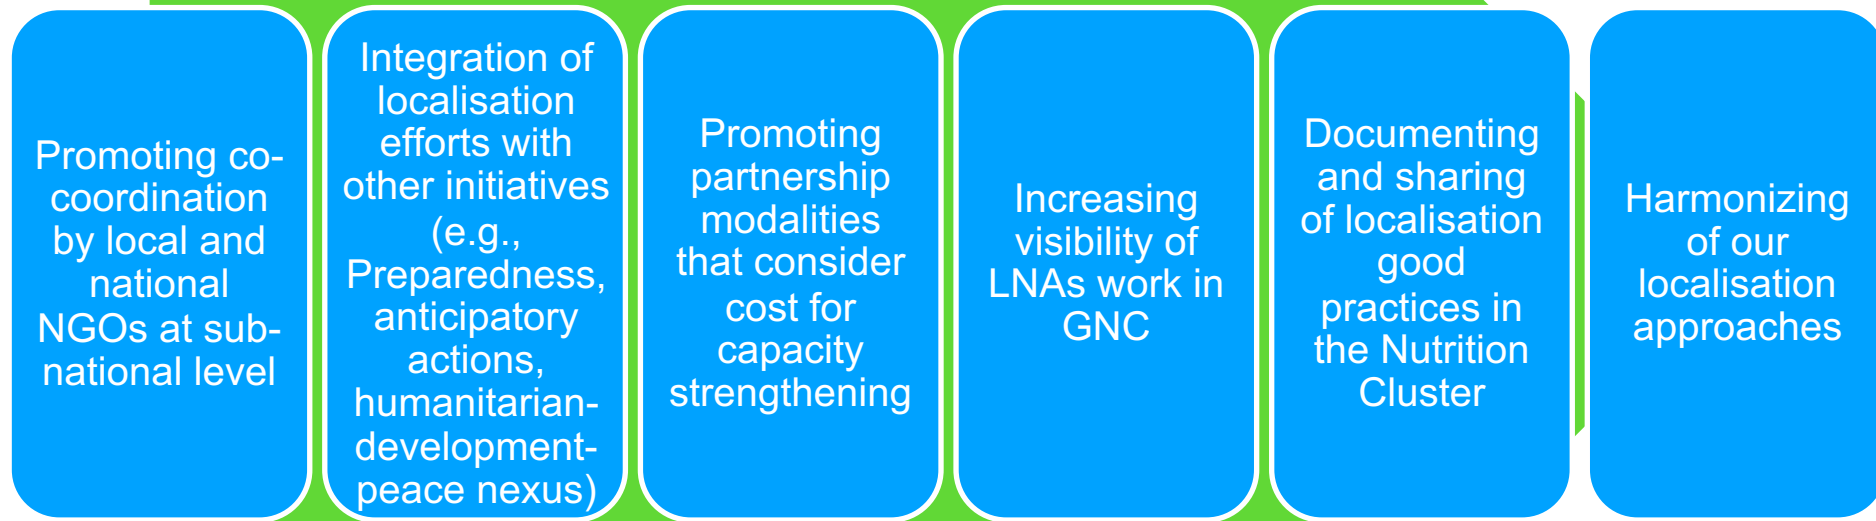 Promoting co-
coordination
by local and
national
NGOs at sub-
national level
Integration of
localisation
efforts with
other initiatives
(e.g.,
Preparedness,
anticipatory
actions,
humanitarian-
development-
peace nexus)
Promoting
partnership
modalities
that consider
cost for
capacity
strengthening
Increasing
visibility of
LNAs work in
GNC
Documenting
and sharing
of localisation
good
practices in
the Nutrition
Cluster
Harmonizing
of our
localisation
approaches